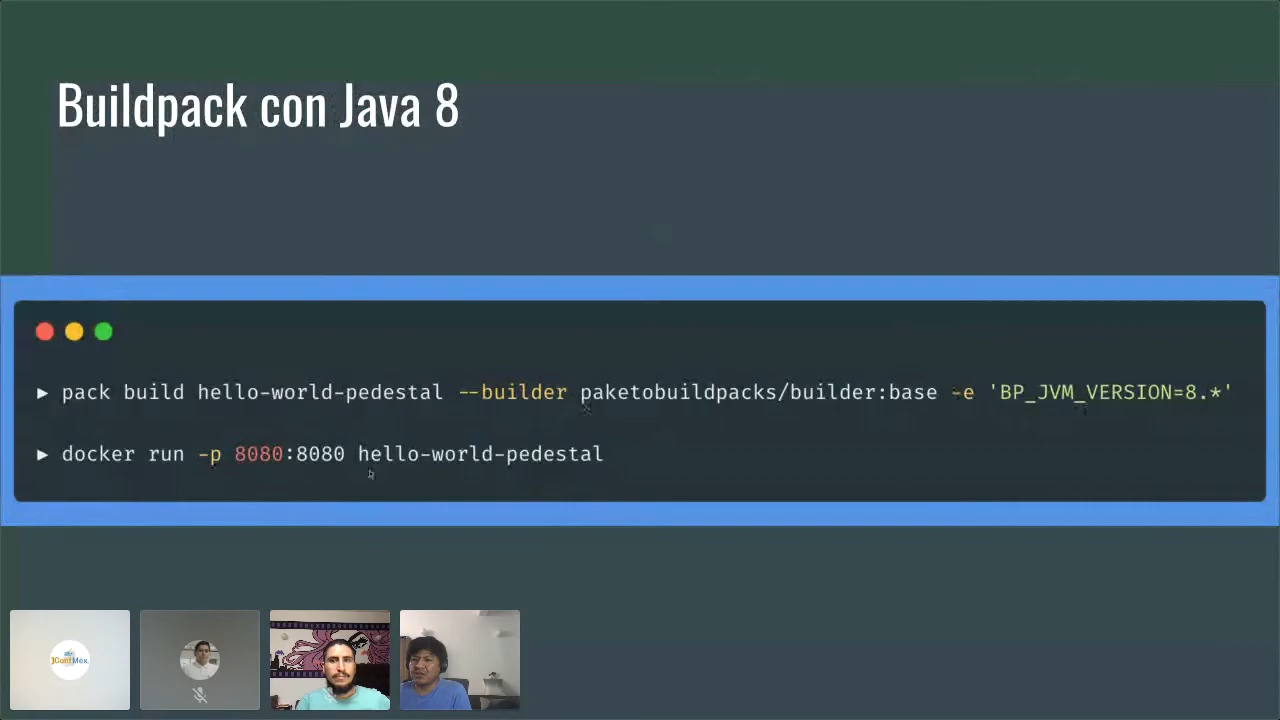 Buildpack con Java 8
▶ pack build hello-world-pedestal --builder paketobuildpacks/builder:base -e 'BP_JVM_VERSION=8.*'
▶ docker run -p 8080:8080 hello-world-pedestal
JConfMéx